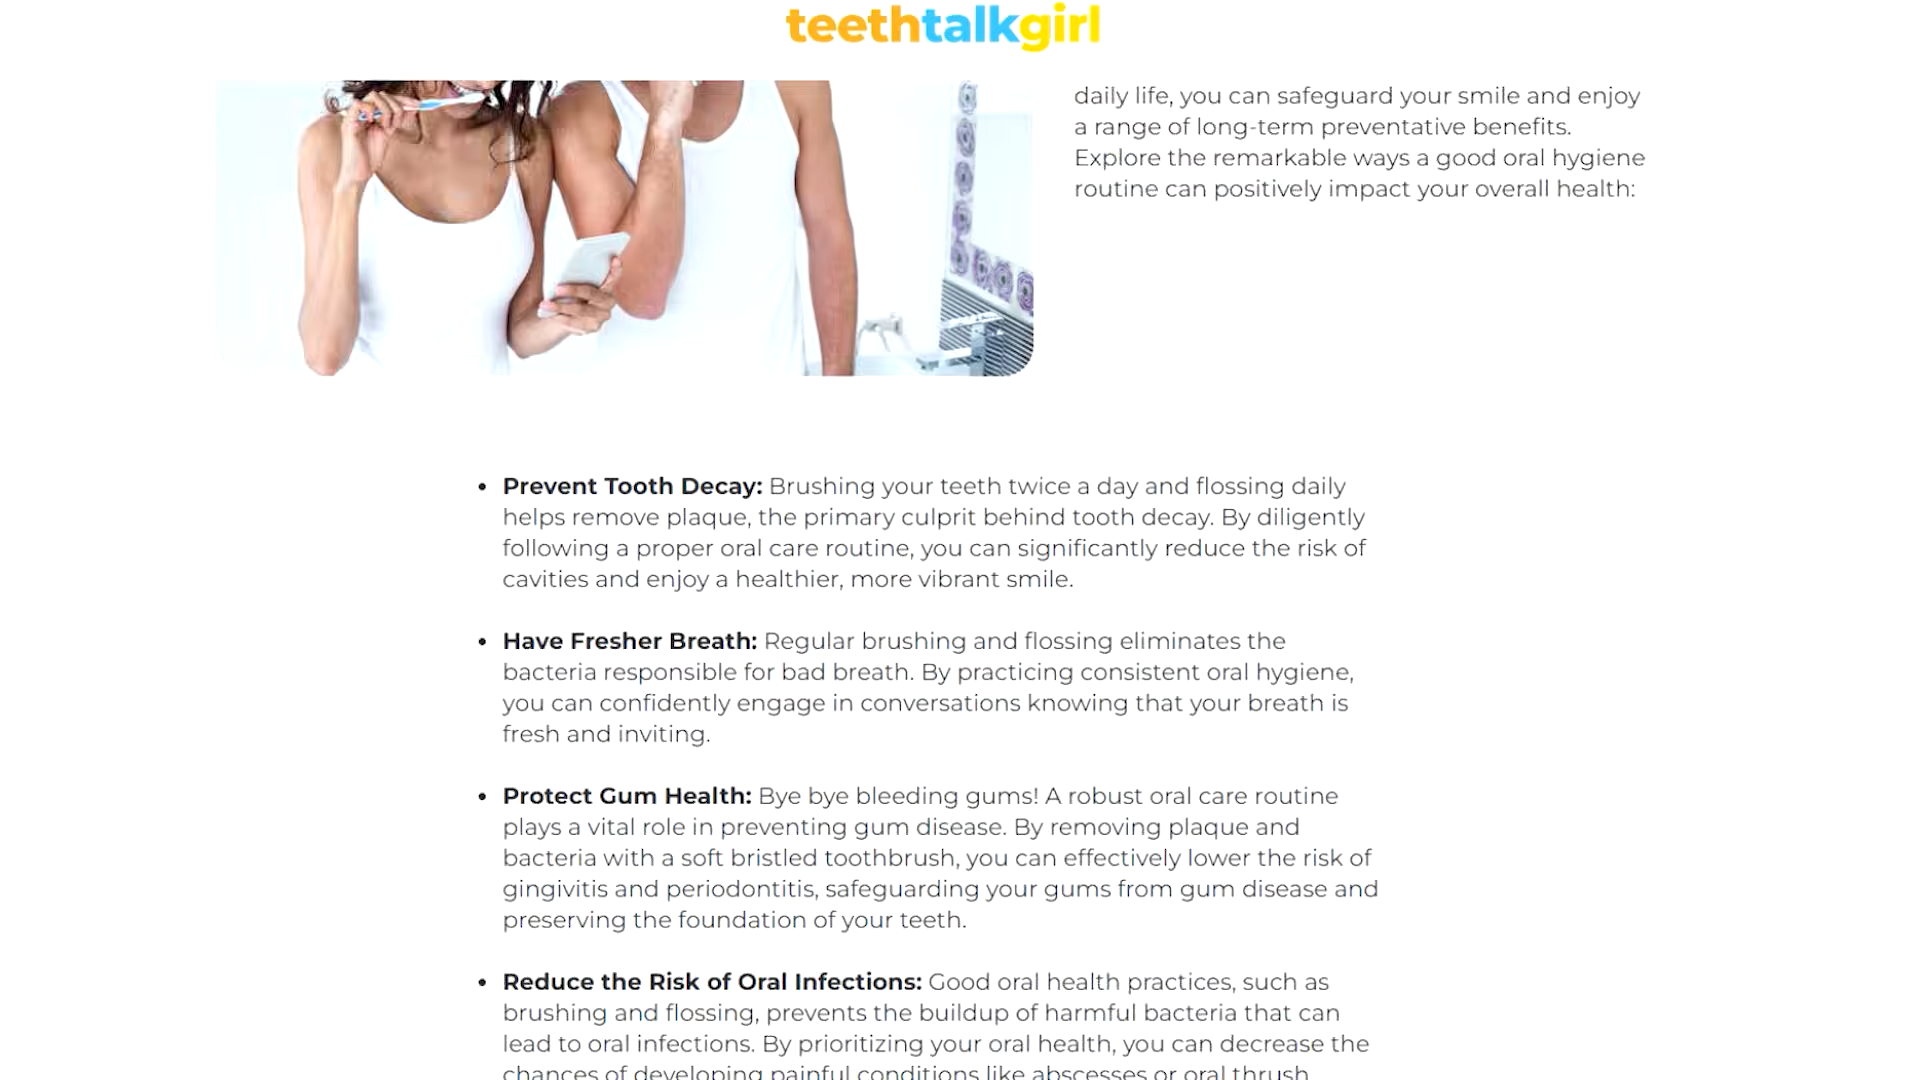 teethtalkgirl
daily life, you can safeguard your smile and enjoy
a range of long-term preventative benefits.
Explore the remarkable ways a good oral hygiene
routine can positively impact your overall health:
• Prevent Tooth Decay: Brushing your teeth twice a day and flossing daily
helps remove plaque, the primary culprit behind tooth decay. By diligently
following a proper oral care routine, you can significantly reduce the risk of
cavities and enjoy a healthier, more vibrant smile.
• Have Fresher Breath: Regular brushing and flossing eliminates the
bacteria responsible for bad breath. By practicing consistent oral hygiene,
you can confidently engage in conversations knowing that your breath is
fresh and inviting.
• Protect Gum Health: Bye bye bleeding gums! A robust oral care routine
plays a vital role in preventing gum disease. By removing plaque and
bacteria with a soft bristled toothbrush, you can effectively lower the risk of
gingivitis and periodontitis, safeguarding your gums from gum disease and
preserving the foundation of your teeth.
• Reduce the Risk of Oral Infections: Good oral health practices, such as
brushing and flossing, prevents the buildup of harmful bacteria that can
lead to oral infections. By prioritizing your oral health, you can decrease the
chances of developing painful conditions like abscesses or oral thrush